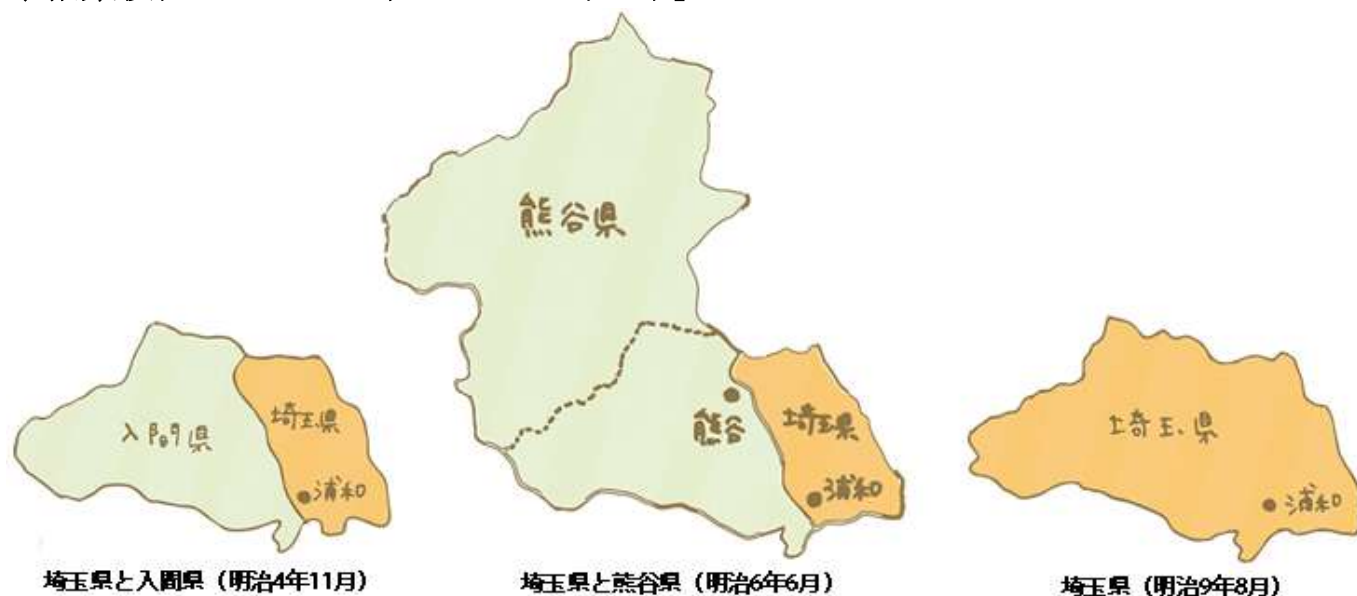 入間県
埼玉県
浦和
埼玉県と入間県（明治4年11月）
熊谷県
熊谷
埼玉県
浦和
埼玉県と熊谷県（明治6年6月）
埼玉県
浦和
埼玉県（明治9年8月）